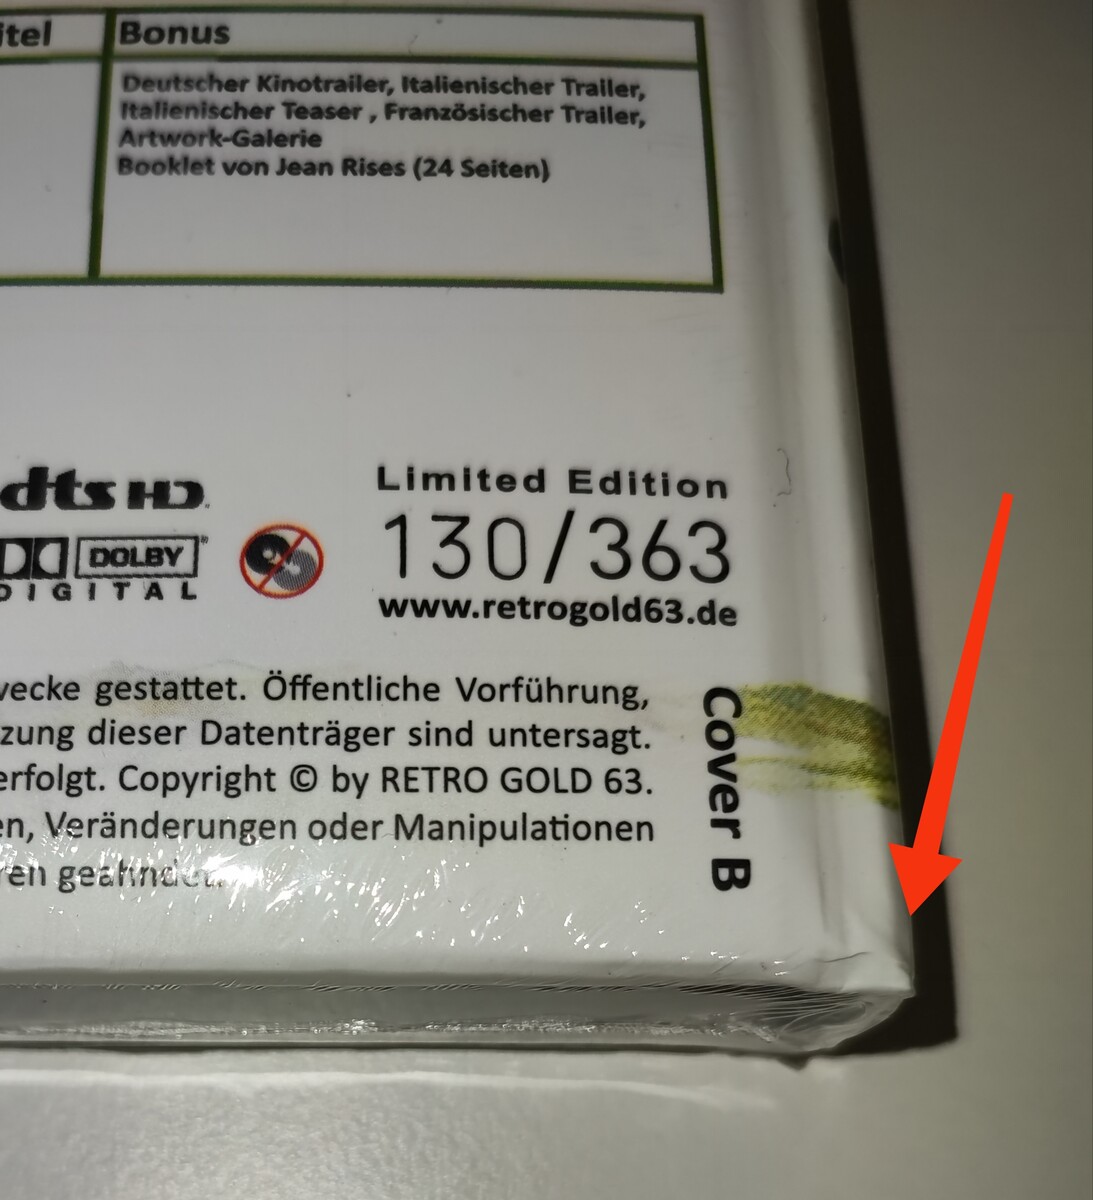 itel
Bonus
Deutscher Kinotrailer, Italienischer Trailer,
Italienischer Teaser , Französischer Trailer,
Artwork-Galerie
Booklet von Jean Rises (24 Seiten)
dts HD
DOLBY
DIGITAL
Limited Edition
130/363
www.retrogold63.de
vecke gestattet. Öffentliche Vorführung,
zung dieser Datenträger sind untersagt.
erfolgt. Copyright © by RETRO GOLD 63.
en, Veränderungen oder Manipulationen
ren geahndet.
Cover B